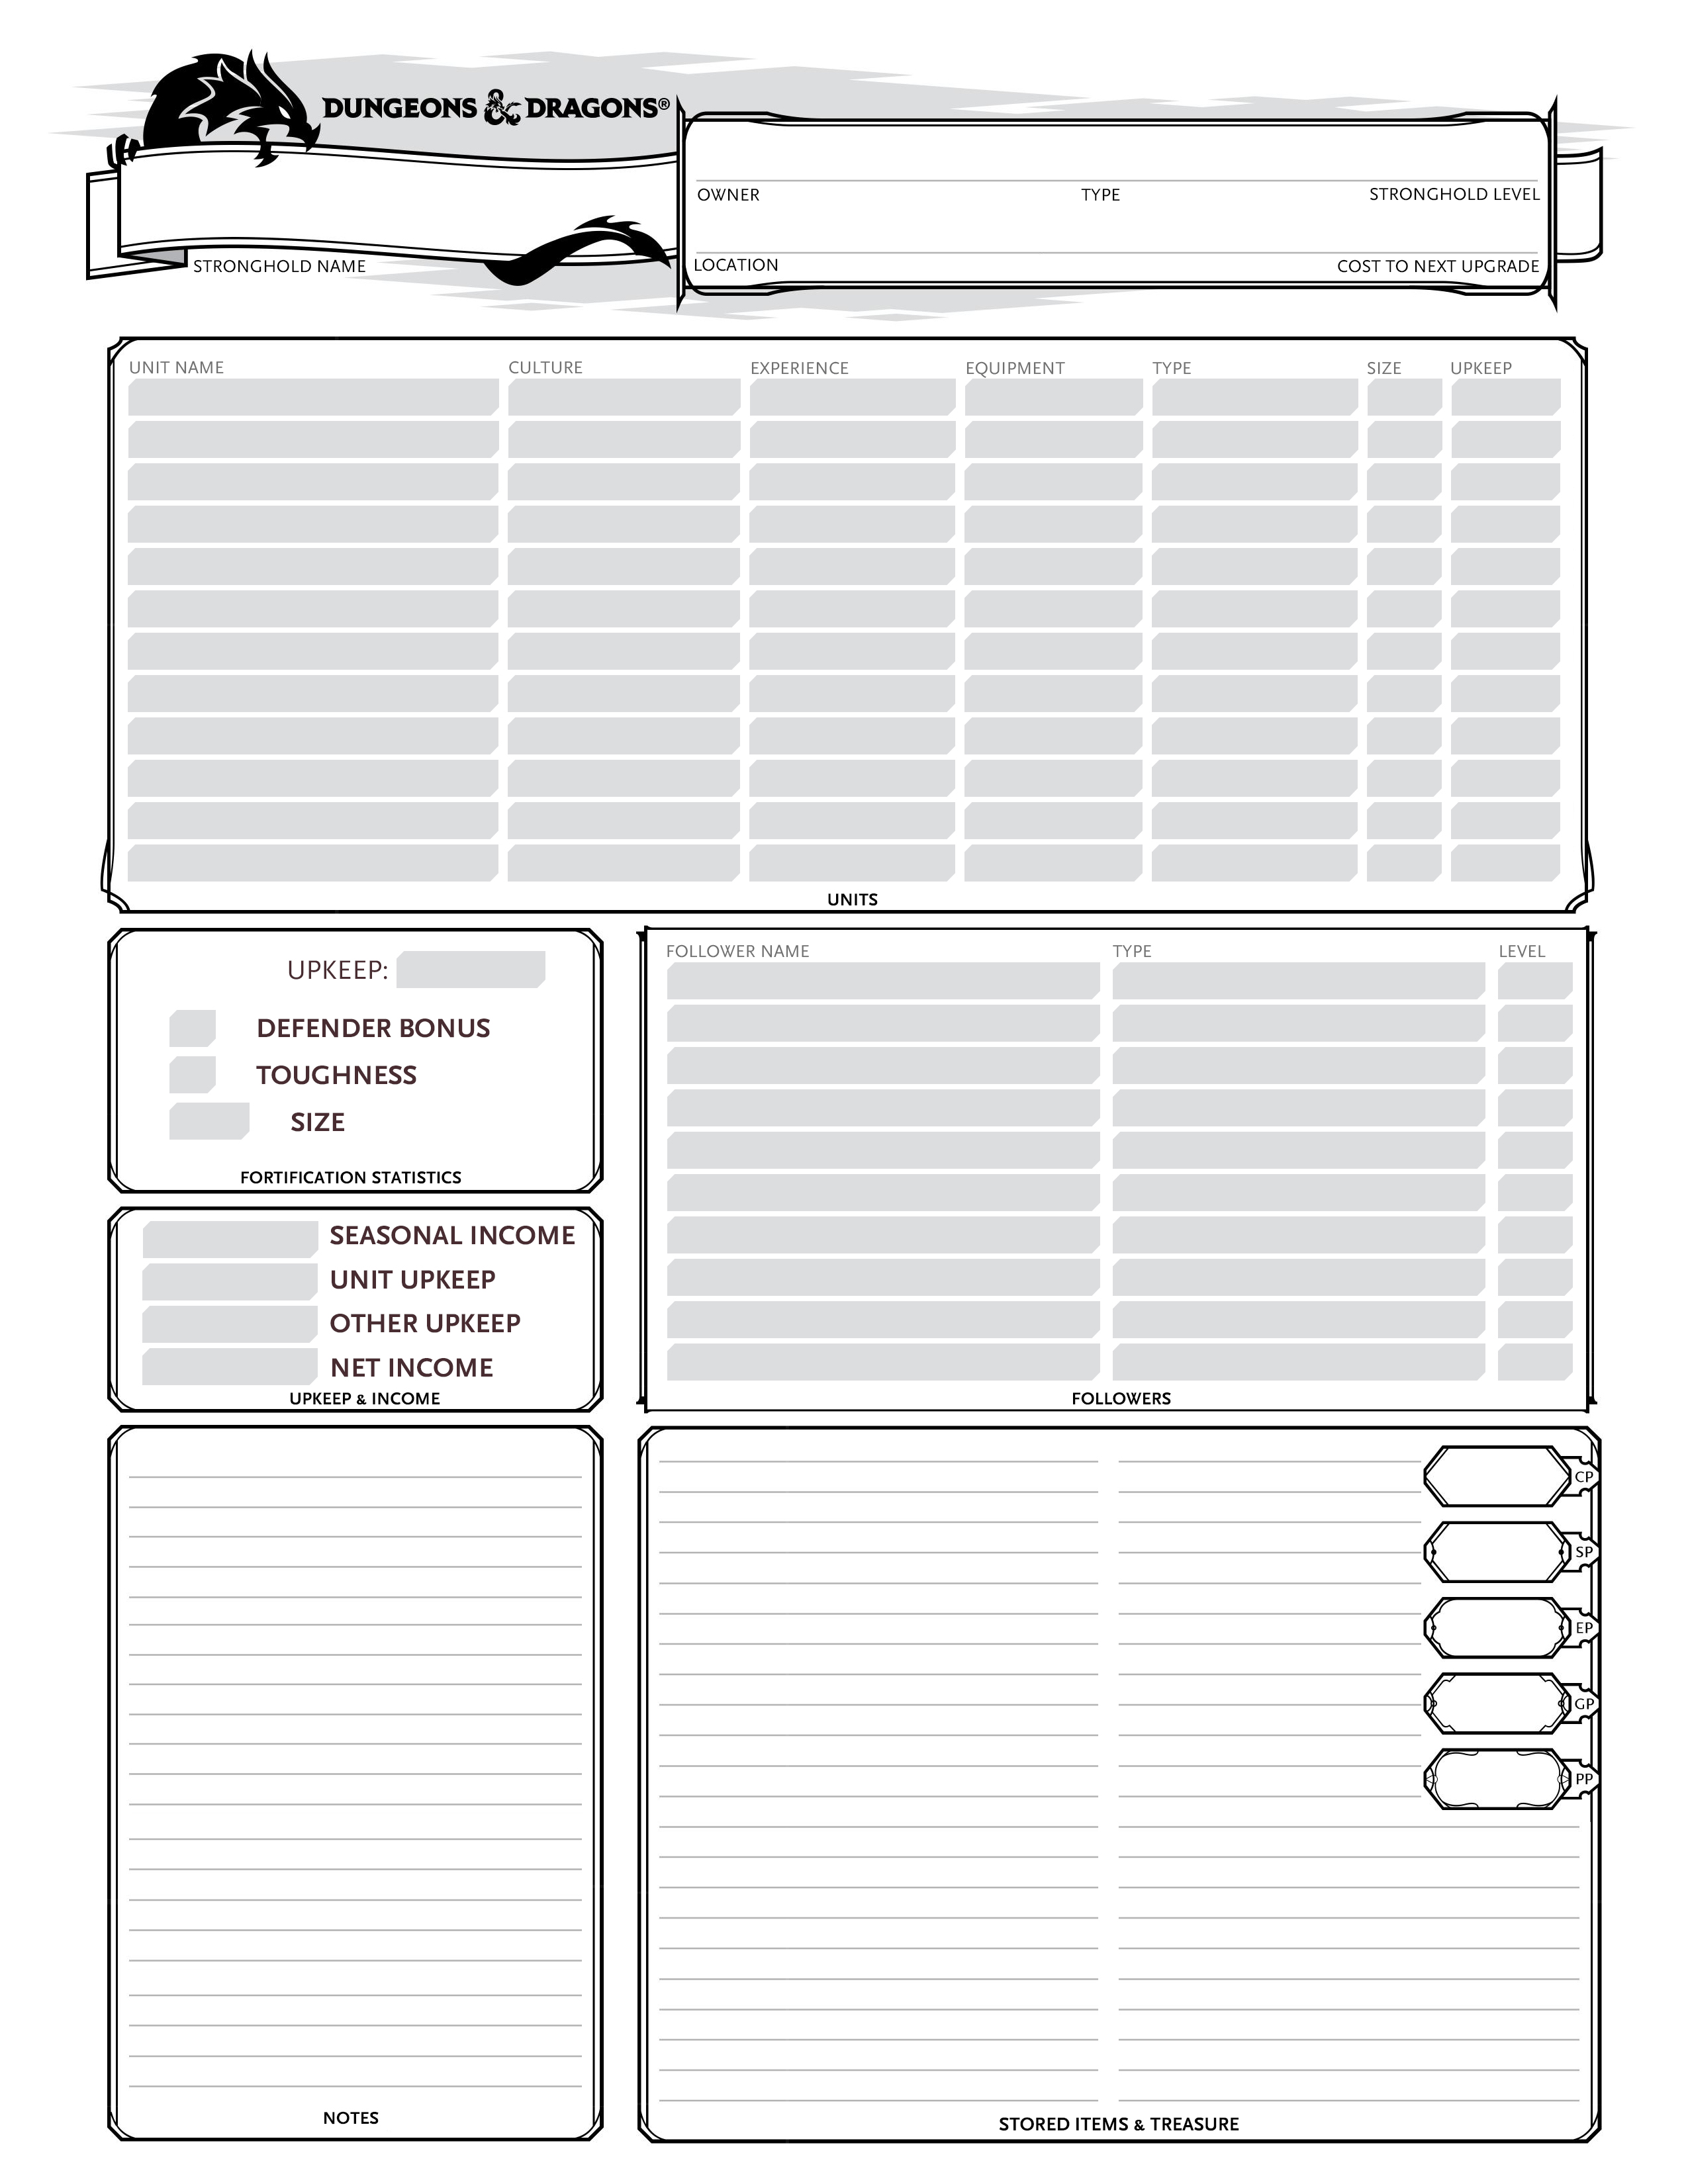 DUNGEONS & DRAGONS®
OWNER TYPE STRONGHOLD LEVEL
STRONGHOLD NAME
LOCATION COST TO NEXT UPGRADE
UNIT NAME CULTURE EXPERIENCE EQUIPMENT TYPE SIZE UPKEEP
UNITS
UPKEEP:
DEFENDER BONUS
TOUGHNESS
SIZE
FORTIFICATION STATISTICS
SEASONAL INCOME
UNIT UPKEEP
OTHER UPKEEP
NET INCOME
UPKEEP & INCOME
FOLLOWER NAME TYPE LEVEL
FOLLOWERS
NOTES
CP
SP
EP
GP
PP
STORED ITEMS & TREASURE